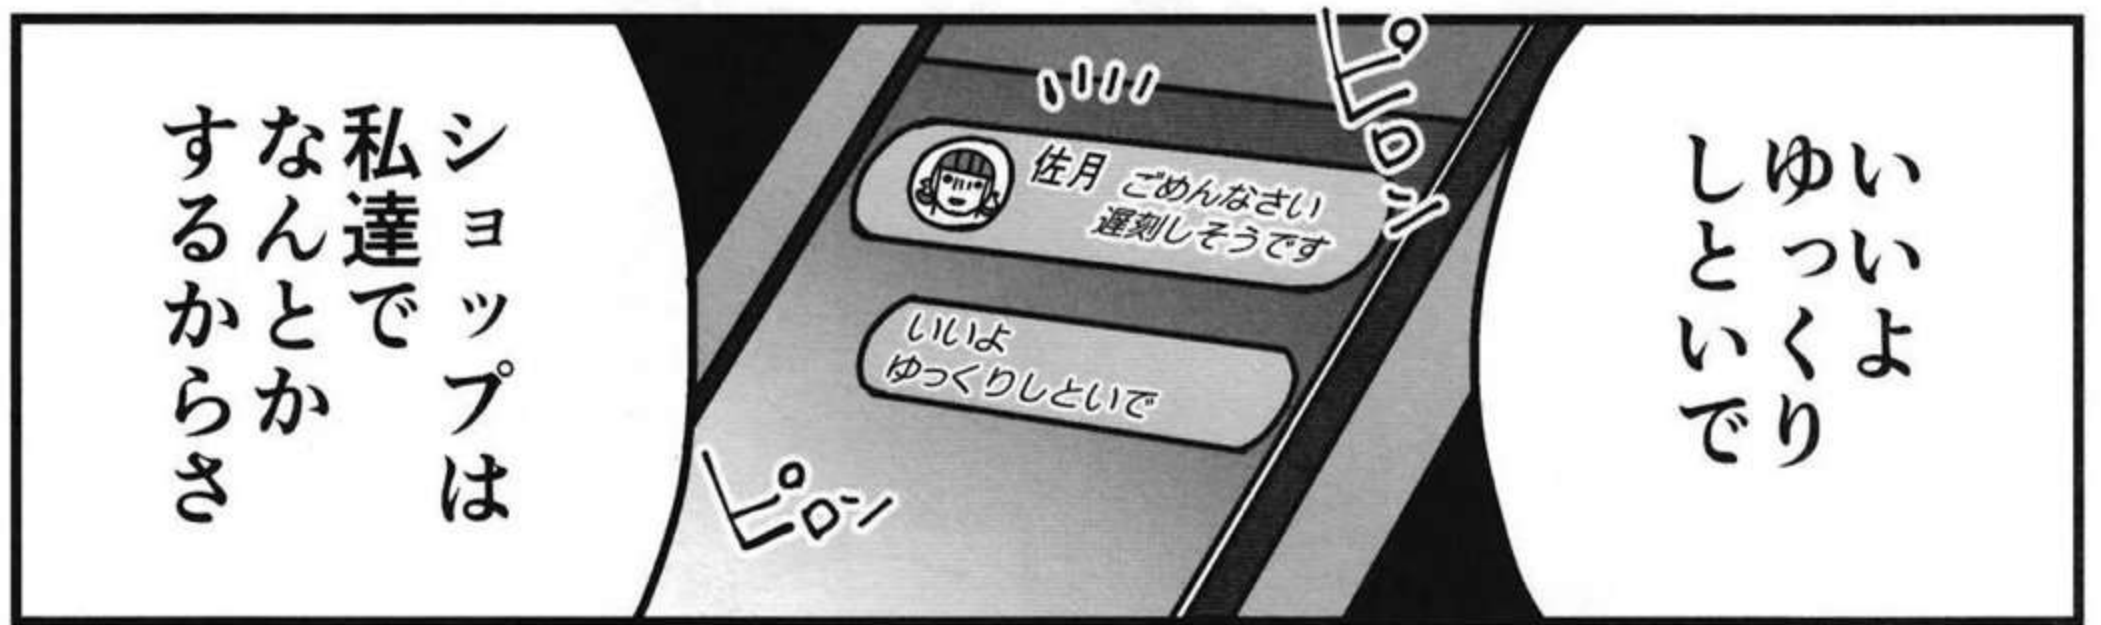 いいよ
ゆっくり
しといで
ピロン
佐月
ごめんなさい
遅刻しそうです
いいよ
ゆっくりしといで
ピロン
ショップは
私達で
なんとか
するからさ